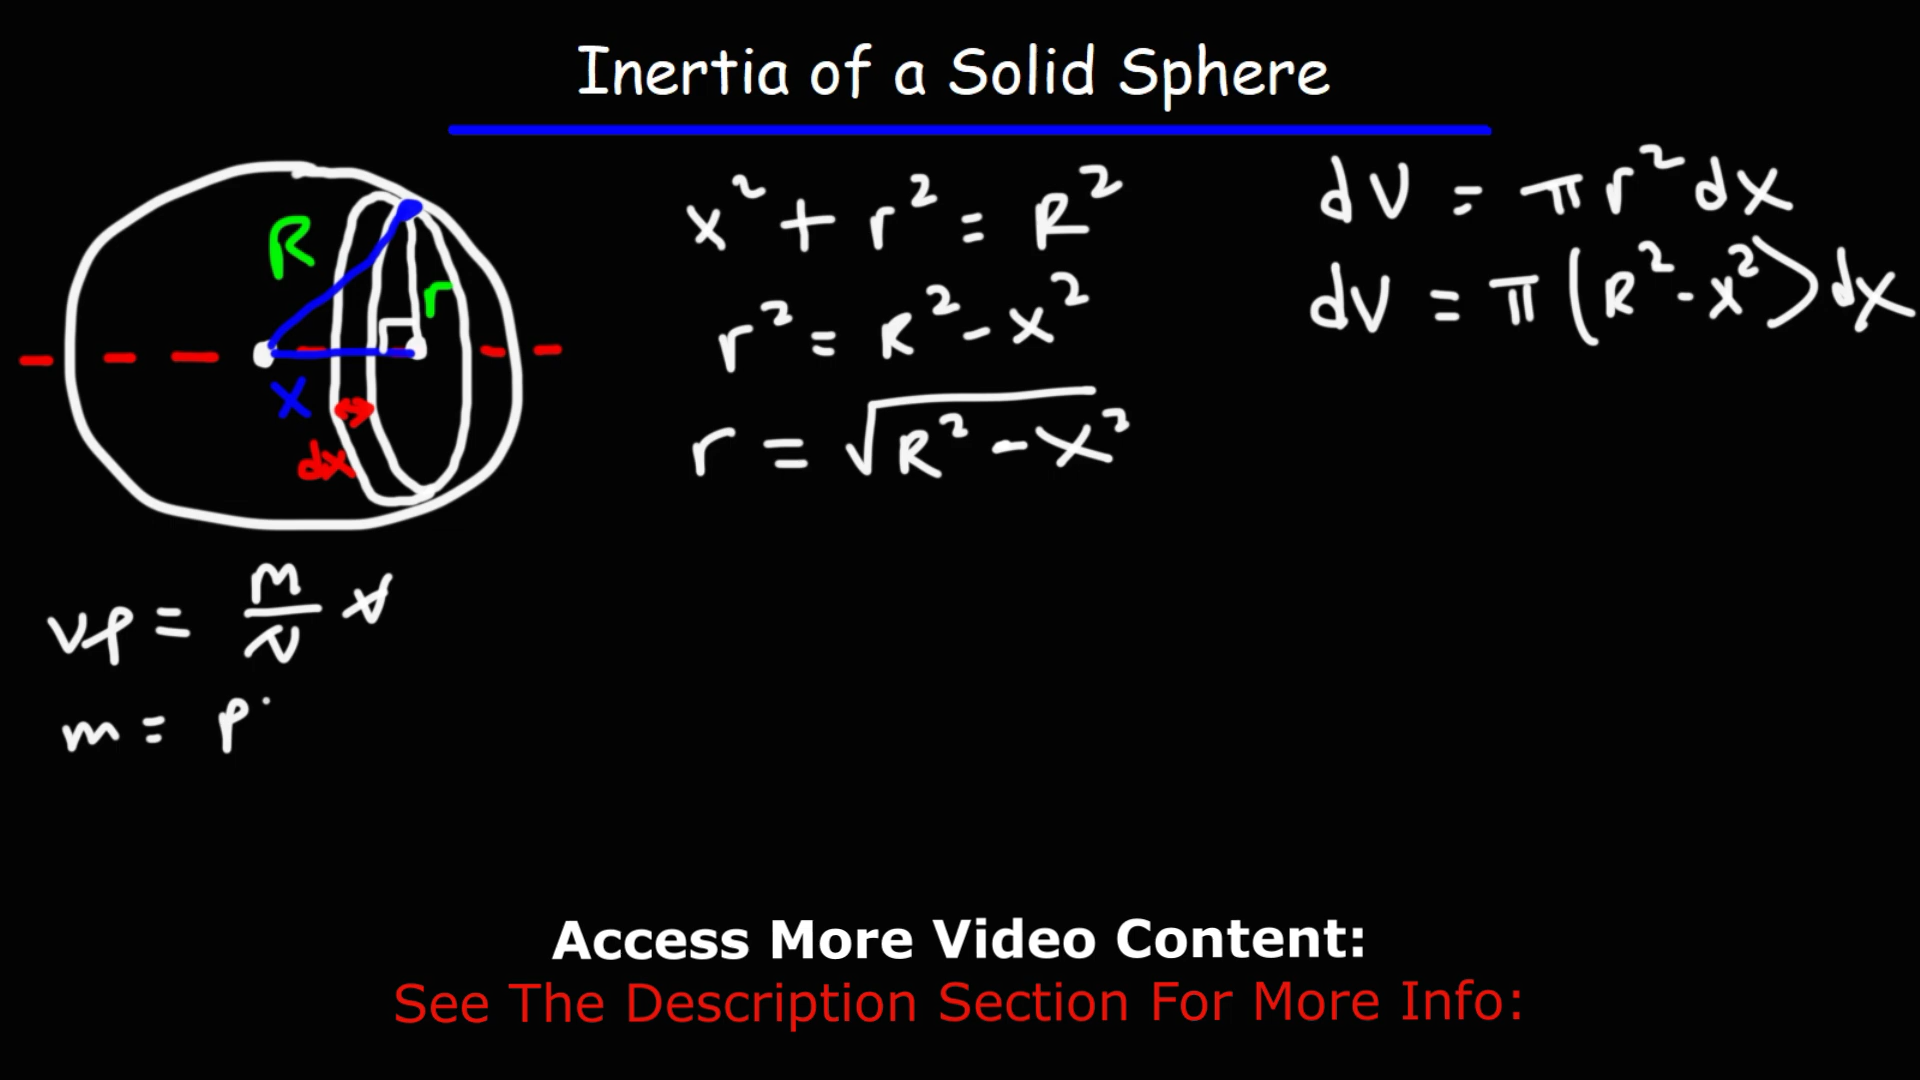 Inertia of a Solid Sphere
R
r
x
dx
x² + r² = R²
r² = R² - x²
r = √R² - x²
dV = πr²dx
dV = π(R² - x²)dx
Vρ = m/V V
m = ρ
Access More Video Content:
See The Description Section For More Info: